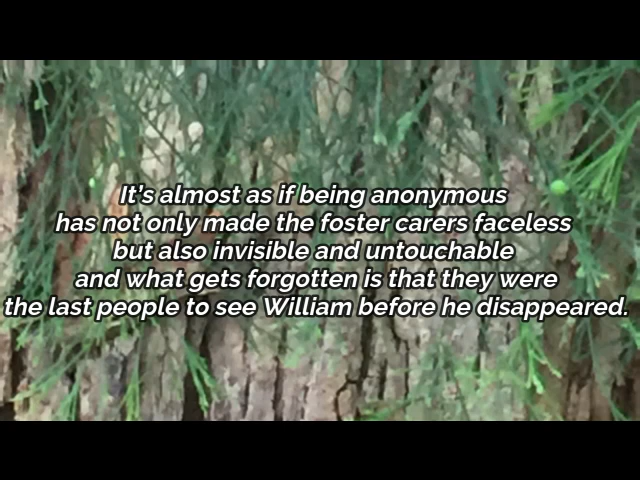 It's almost as if being anonymous
has not only made the foster carers faceless
but also invisible and untouchable
and what gets forgotten is that they were
the last people to see William before he disappeared.